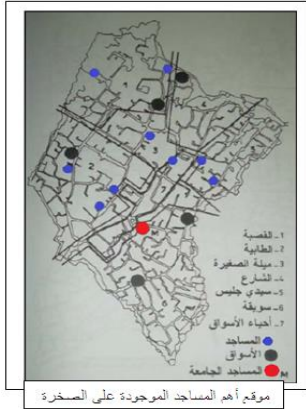 1 ـ القصبة
2 ـ الطابية
3 ـ ميلة الصغيرة
4 ـ الشارع
5 ـ سيدي جليس
6 ـ سويقة
7 ـ أحياء الأسواق
المساجد
الأسواق
المساجد الجامعة M
موقع أهم المساجد الموجودة على الصخرة